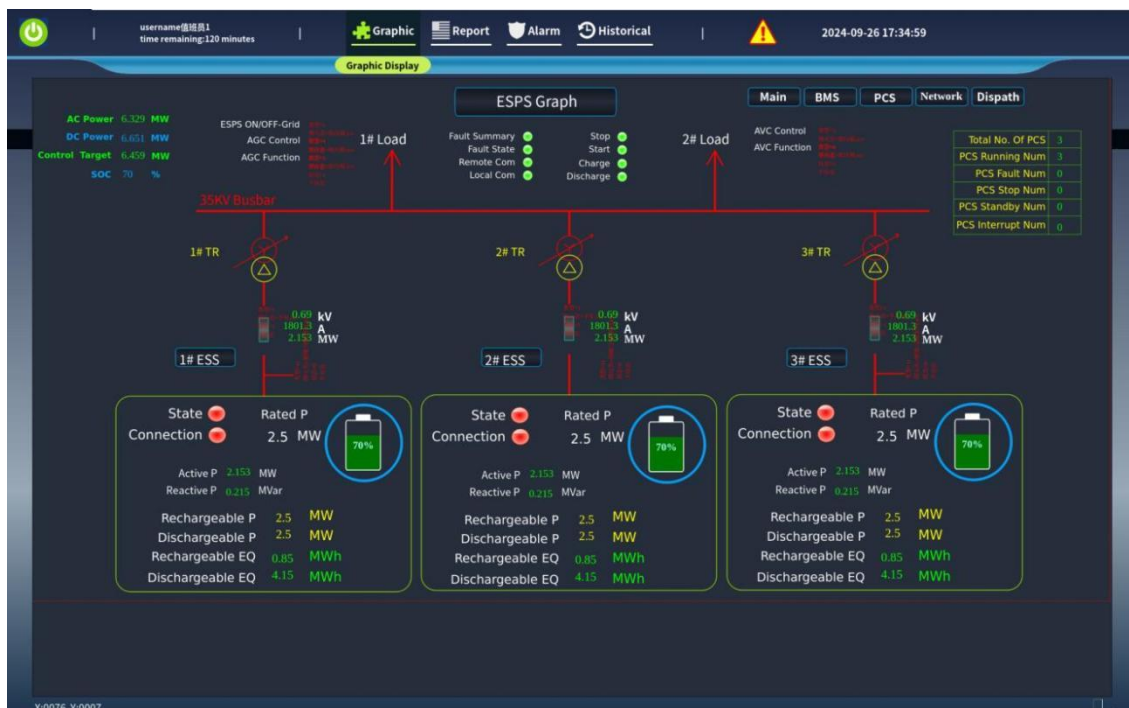 username值班员1
time remaining:120 minutes
Graphic
Report
Alarm
Historical
2024-09-26 17:34:59
Graphic Display
ESPS Graph
Main
BMS
PCS
Network
Dispath
AC Power 6.329 MW
DC Power 6.651 MW
Control Target 6.459 MW
SOC 70 %
ESPS ON/OFF-Grid
AGC Control
AGC Function
1# Load
Fault Summary
Fault State
Remote Com
Local Com
Stop
Start
Charge
Discharge
2# Load
AVC Control
AVC Function
Total No. Of PCS 3
PCS Running Num 3
PCS Fault Num 0
PCS Stop Num 0
PCS Standby Num 0
PCS Interrupt Num 0
35KV Busbar
1# TR
2# TR
3# TR
0.69 kV
1801.3 A
2.153 MW
0.69 kV
1801.3 A
2.153 MW
0.69 kV
1801.3 A
2.153 MW
1# ESS
2# ESS
3# ESS
State
Connection
Rated P
2.5 MW
70%
Active P 2.153 MW
Reactive P 0.215 MVar
Rechargeable P 2.5 MW
Dischargeable P 2.5 MW
Rechargeable EQ 0.85 MWh
Dischargeable EQ 4.15 MWh
State
Connection
Rated P
2.5 MW
70%
Active P 2.153 MW
Reactive P 0.215 MVar
Rechargeable P 2.5 MW
Dischargeable P 2.5 MW
Rechargeable EQ 0.85 MWh
Dischargeable EQ 4.15 MWh
State
Connection
Rated P
2.5 MW
70%
Active P 2.153 MW
Reactive P 0.215 MVar
Rechargeable P 2.5 MW
Dischargeable P 2.5 MW
Rechargeable EQ 0.85 MWh
Dischargeable EQ 4.15 MWh